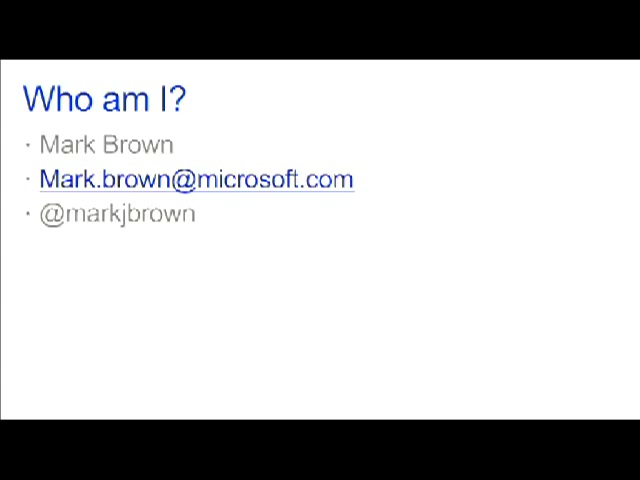 Who am I?
· Mark Brown
· Mark.brown@microsoft.com
· @markjbrown